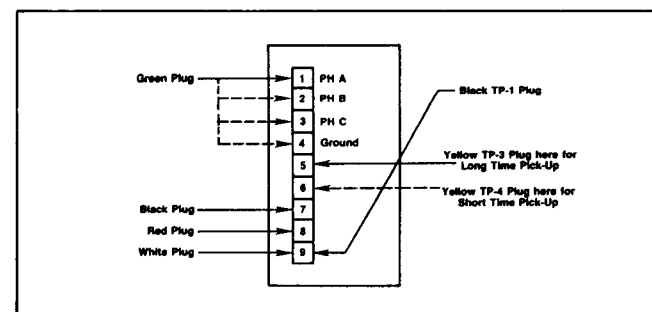 Green Plug
1 PH A
2 PH B
3 PH C
4 Ground
5
6
7
8
9
Black Plug
Red Plug
White Plug
Black TP-1 Plug
Yellow TP-3 Plug here for
Long Time Pick-Up
Yellow TP-4 Plug here for
Short Time Pick-Up